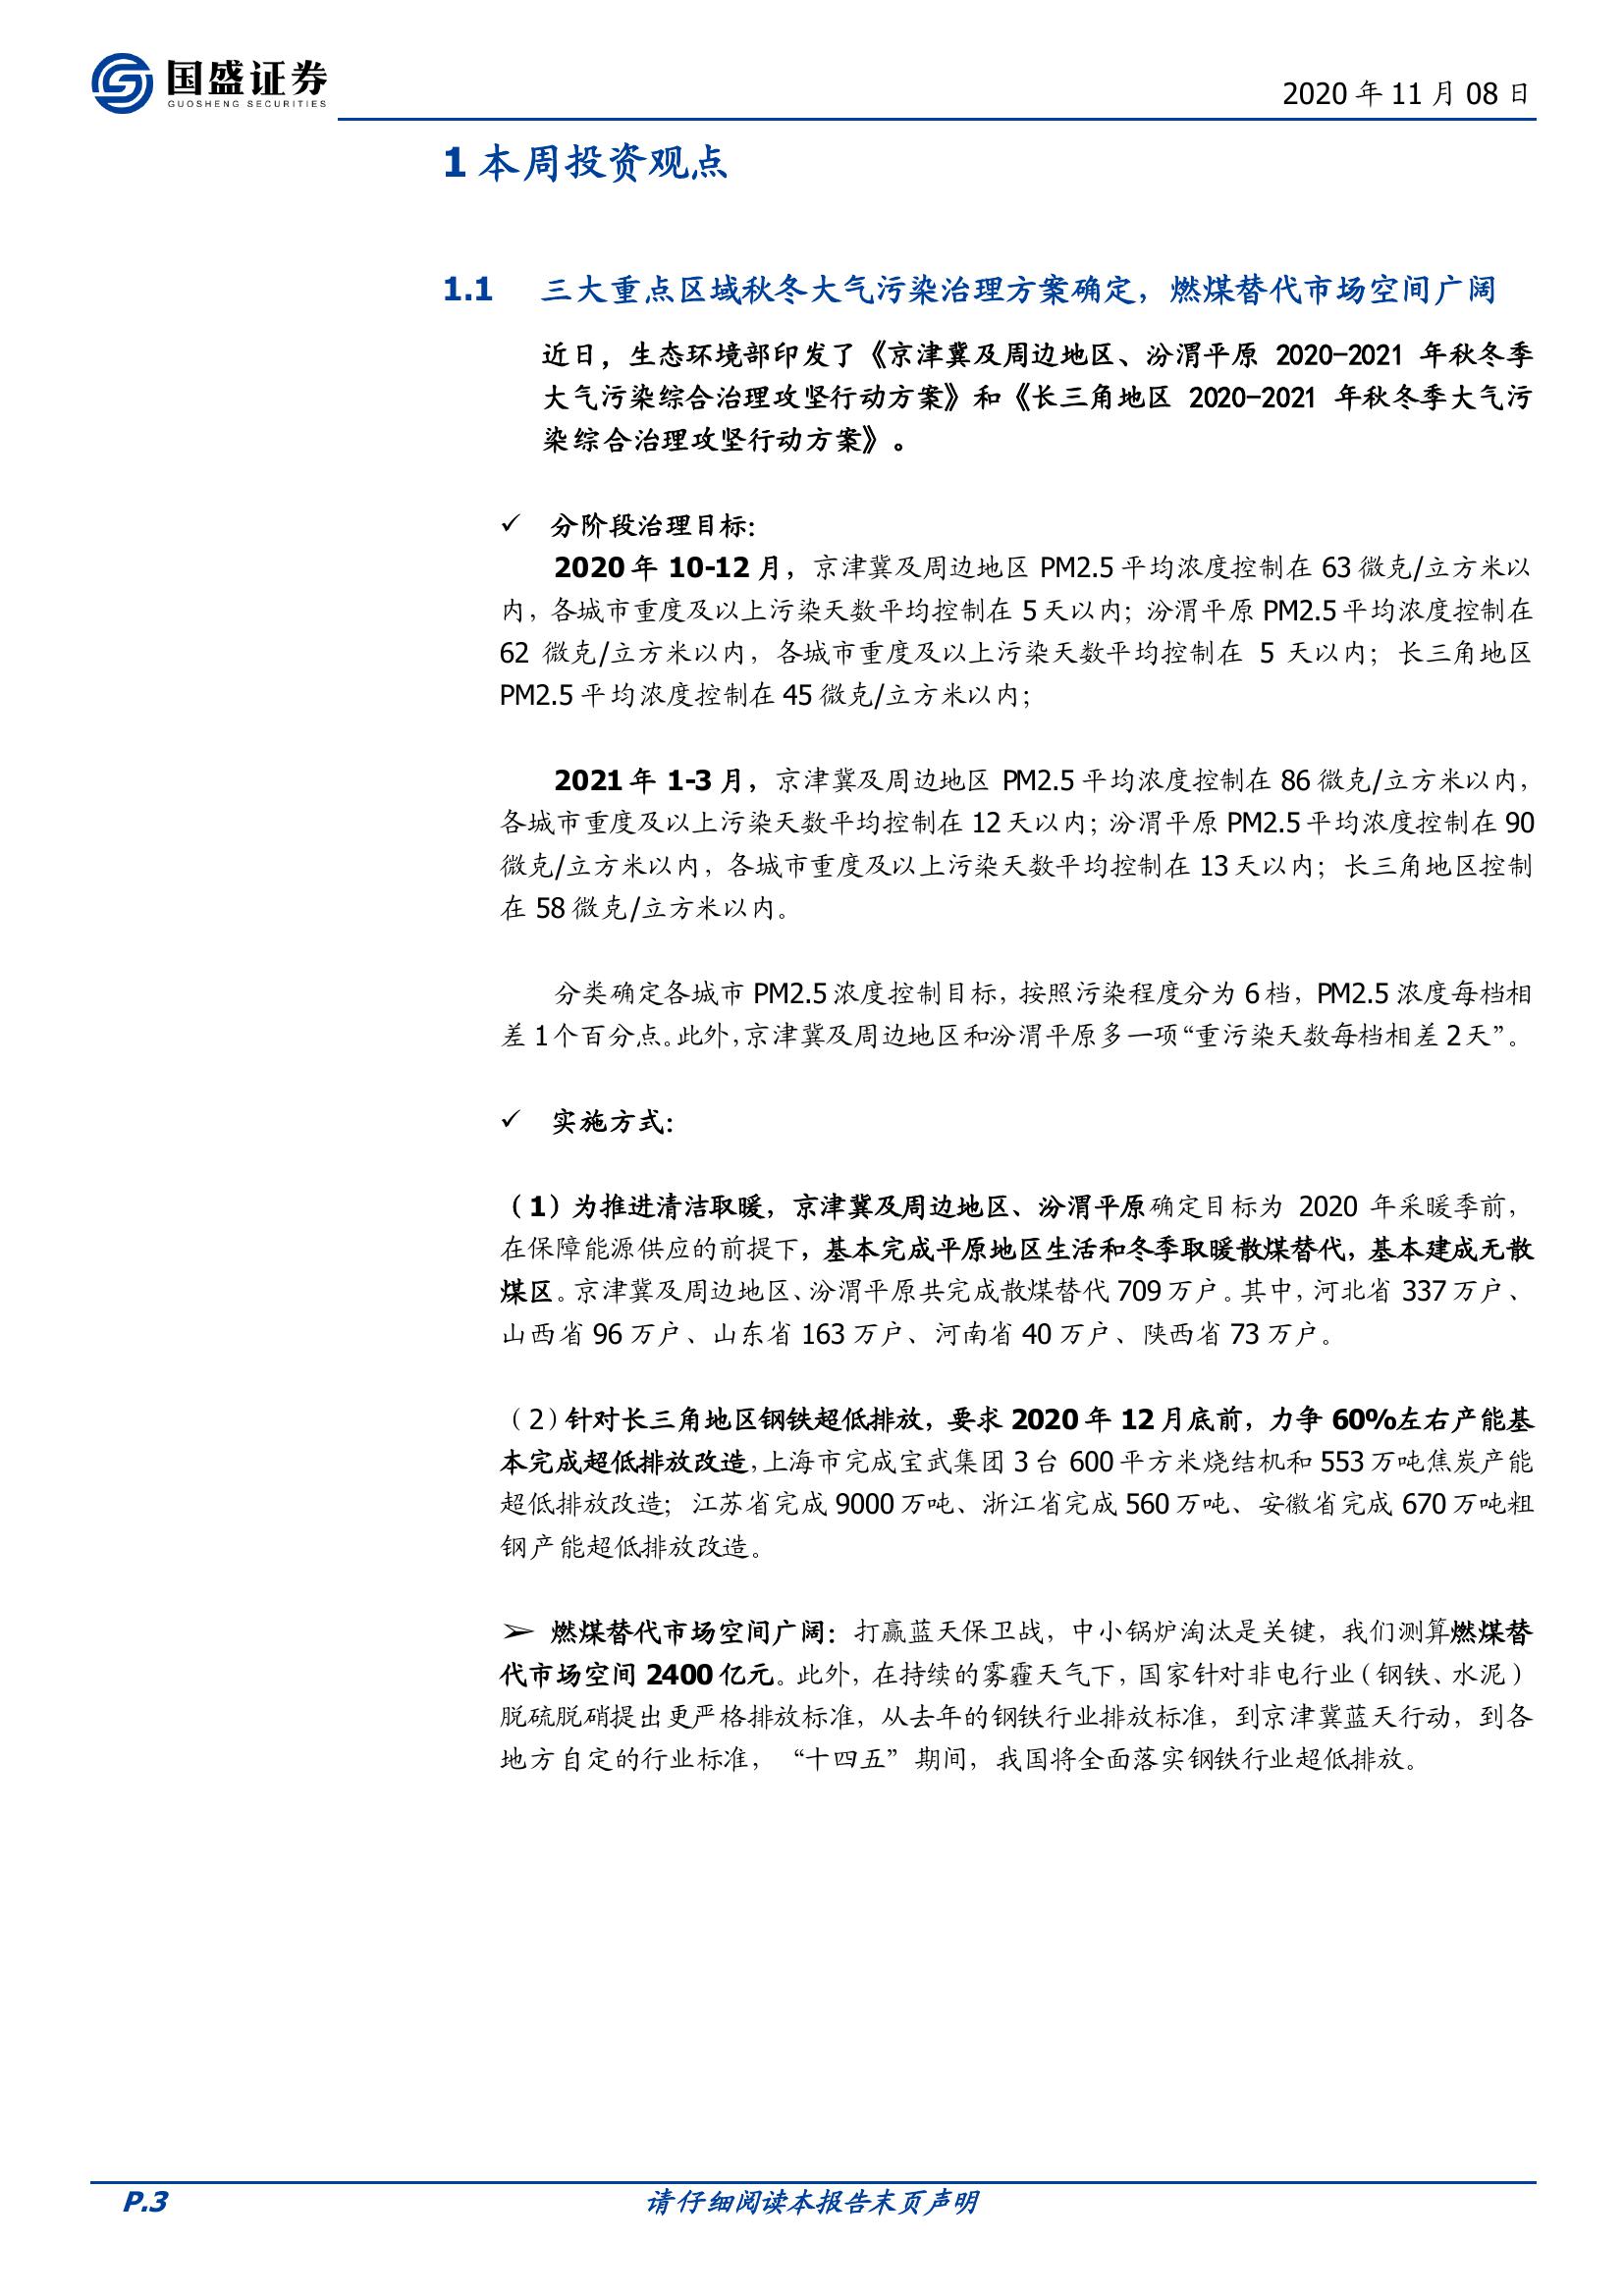 国盛证券
GUOSHENG SECURITIES
2020 年 11 月 08 日
1 本周投资观点
1.1 三大重点区域秋冬大气污染治理方案确定，燃煤替代市场空间广阔
近日，生态环境部印发了《京津冀及周边地区、汾渭平原 2020-2021 年秋冬季
大气污染综合治理攻坚行动方案》和《长三角地区 2020-2021 年秋冬季大气污
染综合治理攻坚行动方案》。
✓ 分阶段治理目标：
2020 年 10-12 月，京津冀及周边地区 PM2.5 平均浓度控制在 63 微克/立方米以
内，各城市重度及以上污染天数平均控制在 5 天以内；汾渭平原 PM2.5 平均浓度控制在
62 微克/立方米以内，各城市重度及以上污染天数平均控制在 5 天以内；长三角地区
PM2.5 平均浓度控制在 45 微克/立方米以内；
2021 年 1-3 月，京津冀及周边地区 PM2.5 平均浓度控制在 86 微克/立方米以内，
各城市重度及以上污染天数平均控制在 12 天以内；汾渭平原 PM2.5 平均浓度控制在 90
微克/立方米以内，各城市重度及以上污染天数平均控制在 13 天以内；长三角地区控制
在 58 微克/立方米以内。
分类确定各城市 PM2.5 浓度控制目标，按照污染程度分为 6 档，PM2.5 浓度每档相
差 1 个百分点。此外，京津冀及周边地区和汾渭平原多一项“重污染天数每档相差 2 天”。
✓ 实施方式：
（1）为推进清洁取暖，京津冀及周边地区、汾渭平原确定目标为 2020 年采暖季前，
在保障能源供应的前提下，基本完成平原地区生活和冬季取暖散煤替代，基本建成无散
煤区。京津冀及周边地区、汾渭平原共完成散煤替代 709 万户。其中，河北省 337 万户、
山西省 96 万户、山东省 163 万户、河南省 40 万户、陕西省 73 万户。
（2）针对长三角地区钢铁超低排放，要求 2020 年 12 月底前，力争 60%左右产能基
本完成超低排放改造，上海市完成宝武集团 3 台 600 平方米烧结机和 553 万吨焦炭产能
超低排放改造；江苏省完成 9000 万吨、浙江省完成 560 万吨、安徽省完成 670 万吨粗
钢产能超低排放改造。
➢ 燃煤替代市场空间广阔：打赢蓝天保卫战，中小锅炉淘汰是关键，我们测算燃煤替
代市场空间 2400 亿元。此外，在持续的雾霾天气下，国家针对非电行业（钢铁、水泥）
脱硫脱硝提出更严格排放标准，从去年的钢铁行业排放标准，到京津冀蓝天行动，到各
地方自定的行业标准，“十四五”期间，我国将全面落实钢铁行业超低排放。
P.3
请仔细阅读本报告末页声明